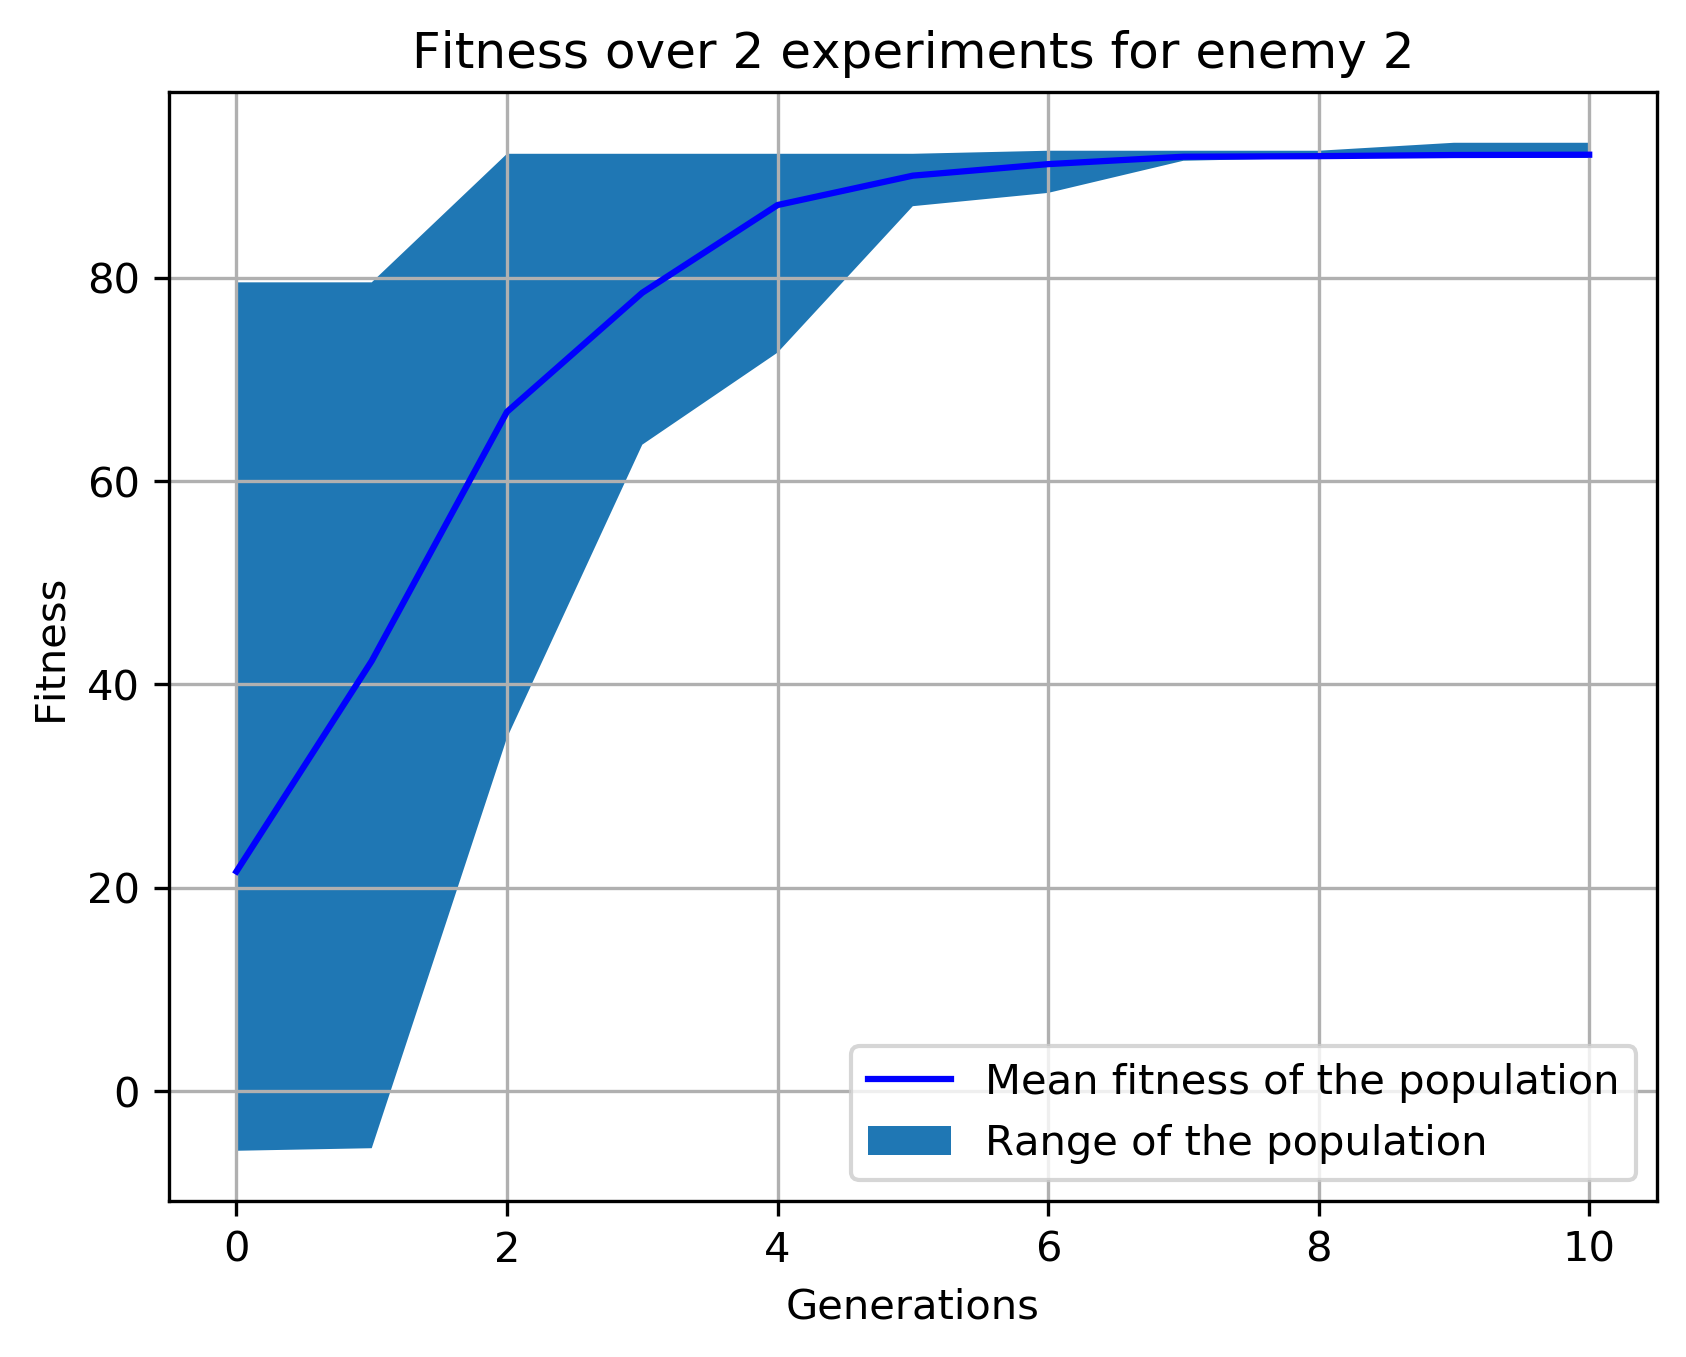 Fitness over 2 experiments for enemy 2
80
60
40
20
0
Fitness
Mean fitness of the population
Range of the population
0 2 4 6 8 10
Generations